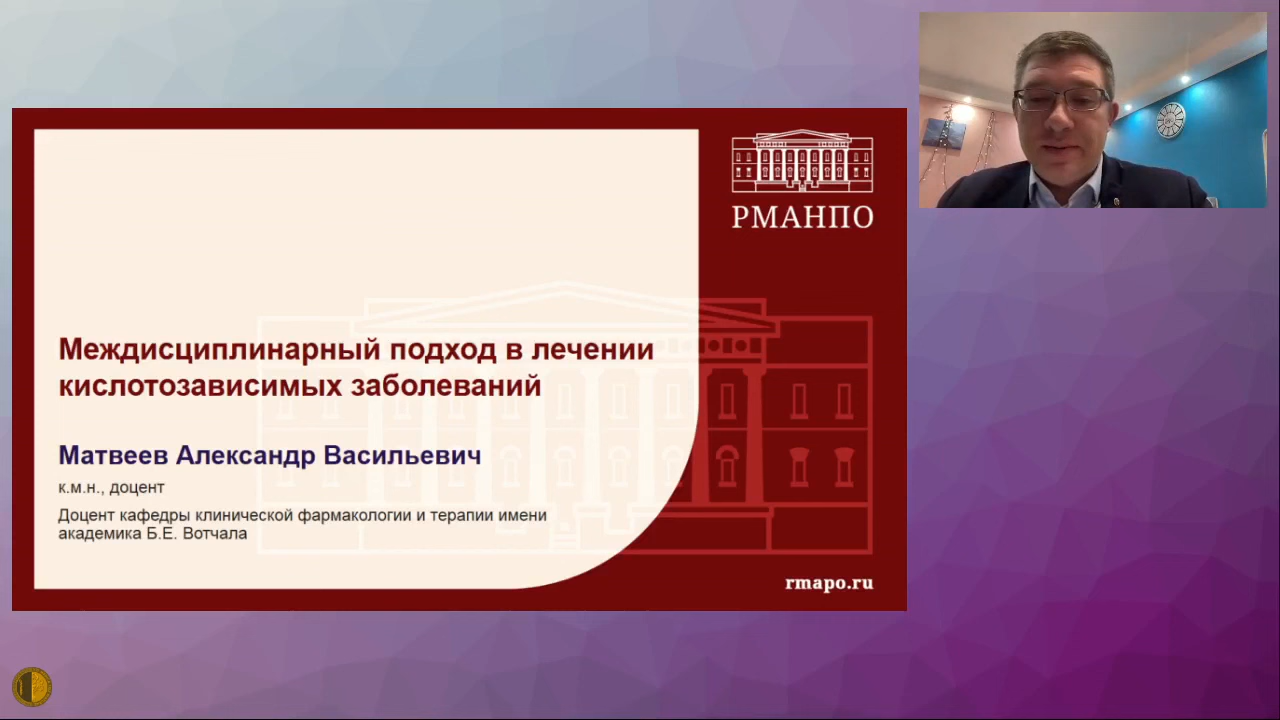 РМАНПО
Междисциплинарный подход в лечении
кислотозависимых заболеваний
Матвеев Александр Васильевич
к.м.н., доцент
Доцент кафедры клинической фармакологии и терапии имени
академика Б.Е. Вотчала
rmapo.ru